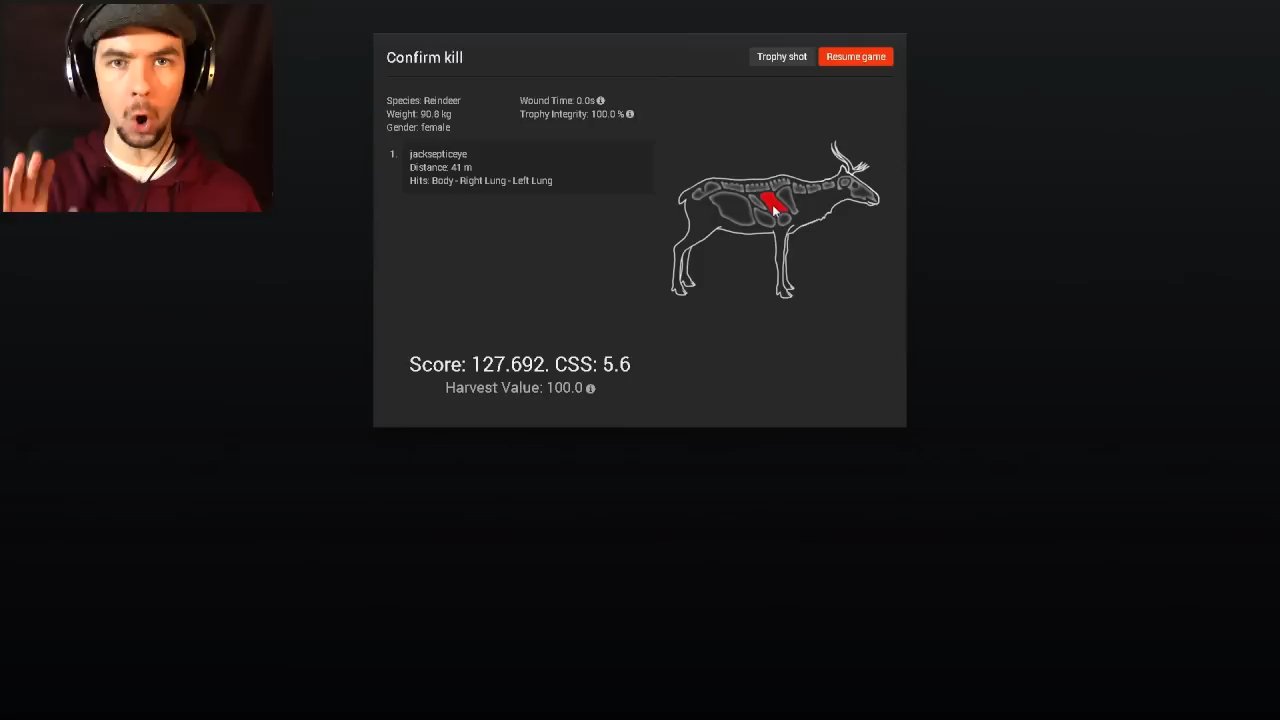 Confirm kill
Trophy shot
Resume game
Species: Reindeer
Weight: 90.8 kg
Gender: female
Wound Time: 0.0s
Trophy Integrity: 100.0 %
1. jacksepticeye
Distance: 41 m
Hits: Body - Right Lung - Left Lung
Score: 127.692. CSS: 5.6
Harvest Value: 100.0